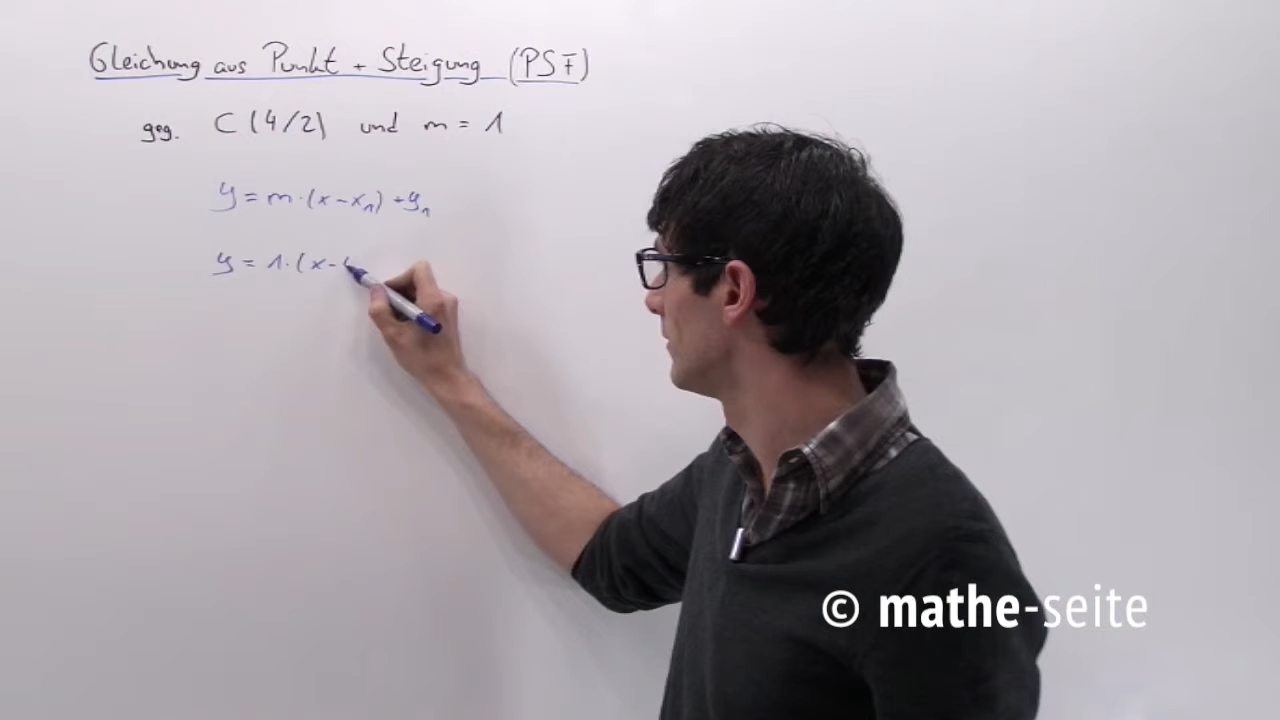 Gleichung aus Punkt + Steigung (PSF)
geg. C (4/2) und m = 1
y = m·(x-x₁) + y₁
y = 1·(x-
© mathe-seite